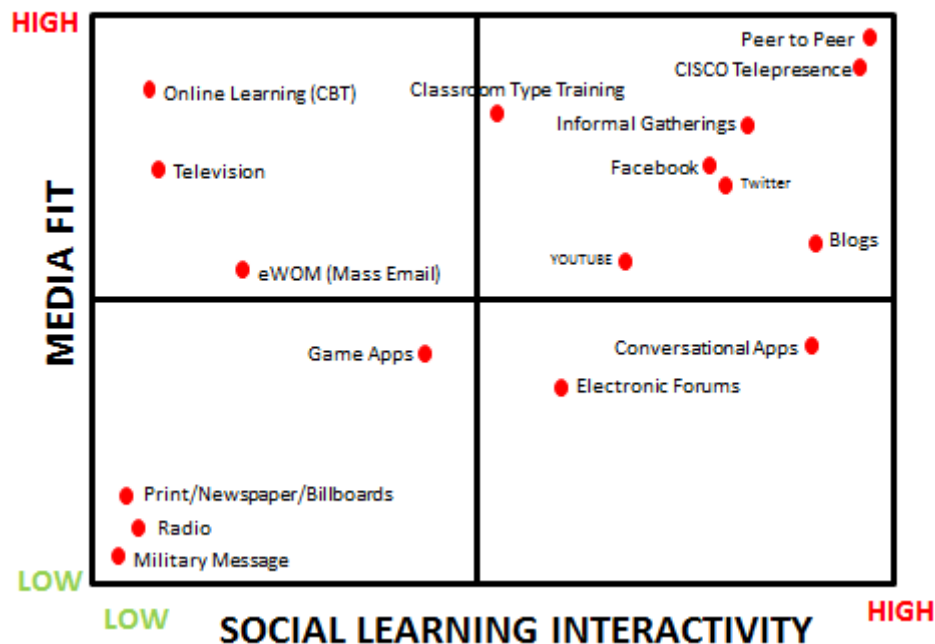 HIGH
Peer to Peer
CISCO Telepresence
Online Learning (CBT)
Classroom Type Training
Informal Gatherings
Television
Facebook
Twitter
Blogs
YOUTUBE
eWOM (Mass Email)
MEDIA FIT
Game Apps
Conversational Apps
Electronic Forums
Print/Newspaper/Billboards
Radio
Military Message
LOW
LOW
SOCIAL LEARNING INTERACTIVITY
HIGH